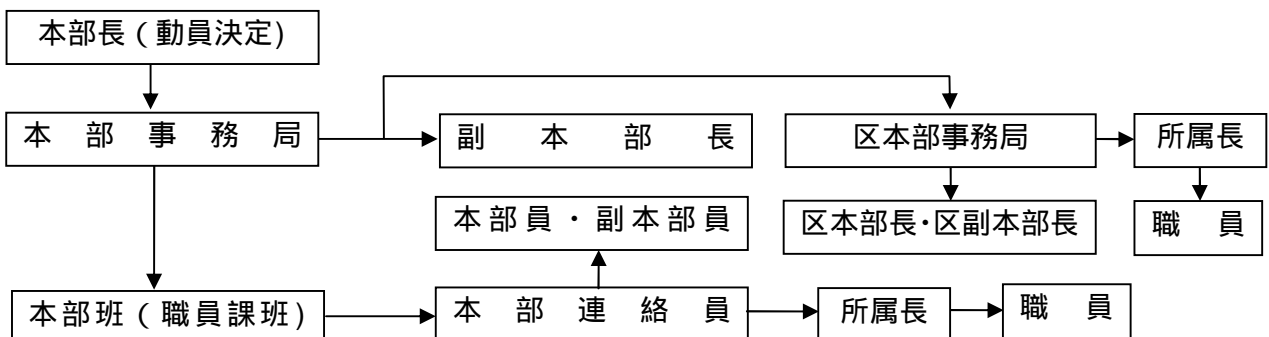 本部長(動員決定)
本部事務局
副本部長
区本部事務局
所属長
本部員・副本部員
区本部長・区副本部長
職員
本部班(職員課班)
本部連絡員
所属長
職員